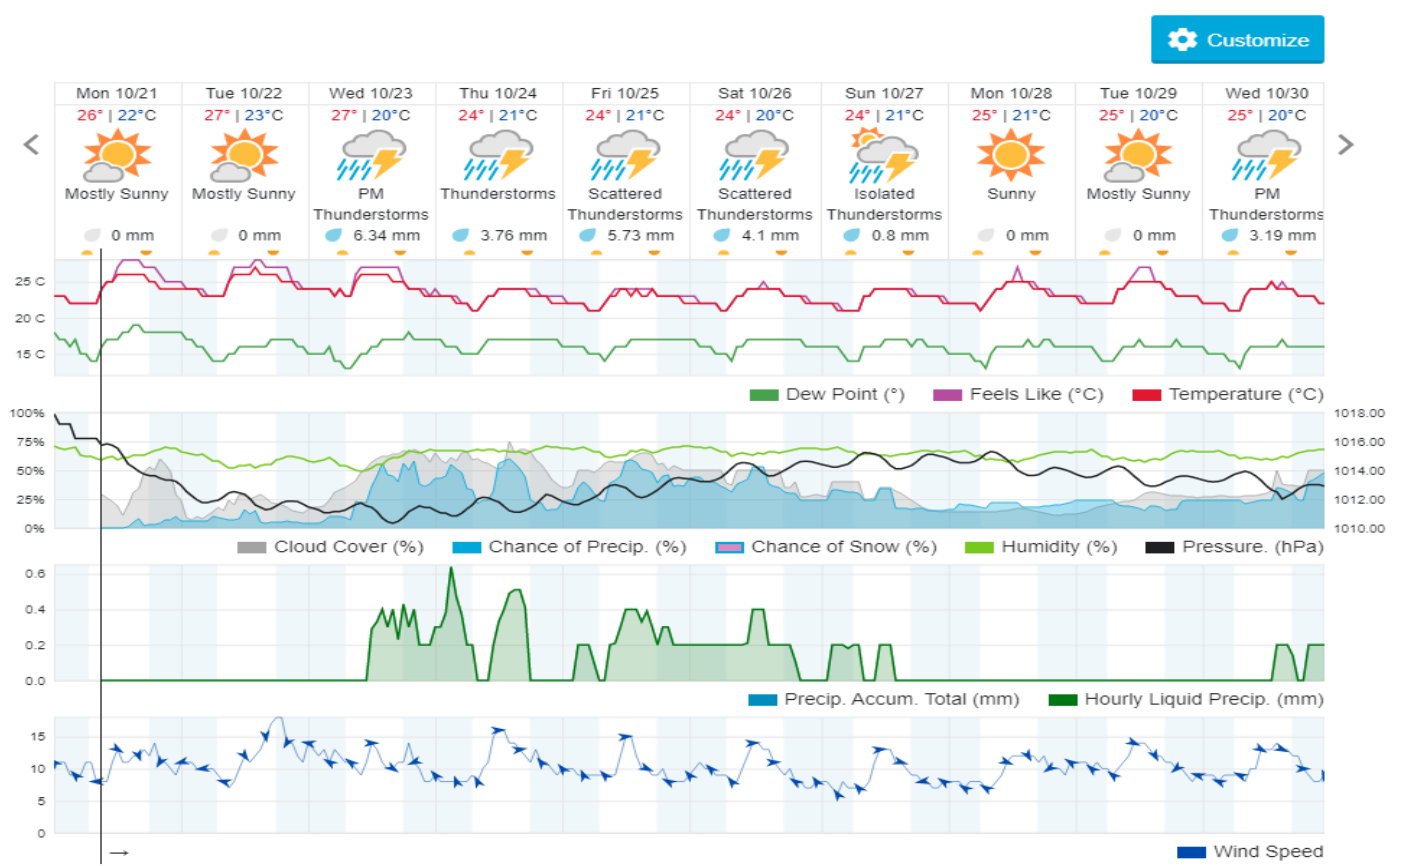 Customize
Mon 10/21 Tue 10/22 Wed 10/23 Thu 10/24 Fri 10/25 Sat 10/26 Sun 10/27 Mon 10/28 Tue 10/29 Wed 10/30
26° | 22°C 27° | 23°C 27° | 20°C 24° | 21°C 24° | 21°C 24° | 20°C 24° | 21°C 25° | 21°C 25° | 20°C 25° | 20°C
Mostly Sunny Mostly Sunny PM Thunderstorms Scattered Scattered Isolated Sunny Mostly Sunny PM
Thunderstorms Thunderstorms Thunderstorms Thunderstorms Thunderstorms
0 mm 0 mm 6.34 mm 3.76 mm 5.73 mm 4.1 mm 0.8 mm 0 mm 0 mm 3.19 mm
25 C
20 C
15 C
Dew Point (°) Feels Like (°C) Temperature (°C)
100% 1018.00
75% 1016.00
50% 1014.00
25% 1012.00
0% 1010.00
Cloud Cover (%) Chance of Precip. (%) Chance of Snow (%) Humidity (%) Pressure. (hPa)
0.6
0.4
0.2
0.0
Precip. Accum. Total (mm) Hourly Liquid Precip. (mm)
15
10
5
0
Wind Speed